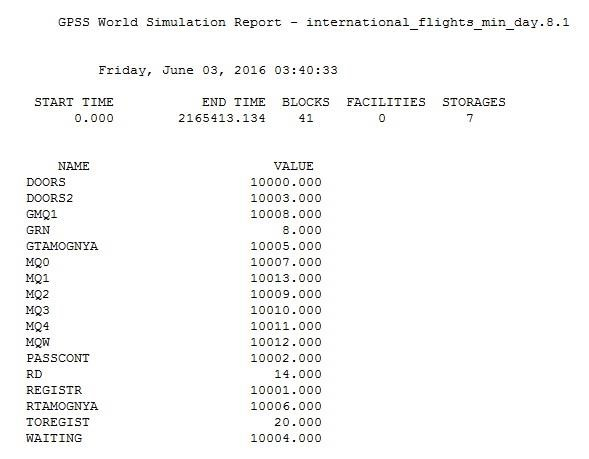 GPSS World Simulation Report - international_flights_min_day.8.1
Friday, June 03, 2016 03:40:33
START TIME END TIME BLOCKS FACILITIES STORAGES
0.000 2165413.134 41 0 7
NAME VALUE
DOORS 10000.000
DOORS2 10003.000
GMQ1 10008.000
GRN 8.000
GTAMOGNYA 10005.000
MQ0 10007.000
MQ1 10013.000
MQ2 10009.000
MQ3 10010.000
MQ4 10011.000
MQW 10012.000
PASSCONT 10002.000
RD 14.000
REGISTR 10001.000
RTAMOGNYA 10006.000
TOREGIST 20.000
WAITING 10004.000